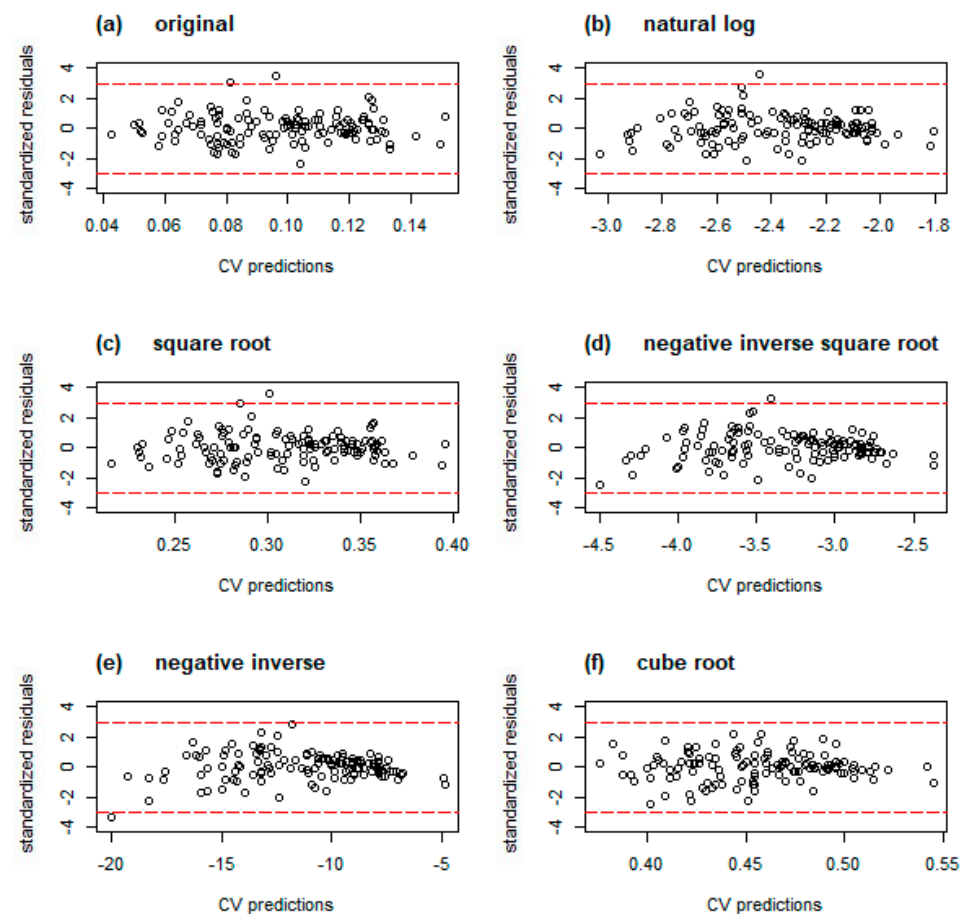 (a) original
standardized residuals
4
2
0
-2
-4
0.04 0.06 0.08 0.10 0.12 0.14
CV predictions
(b) natural log
standardized residuals
4
2
0
-2
-4
-3.0 -2.8 -2.6 -2.4 -2.2 -2.0 -1.8
CV predictions
(c) square root
standardized residuals
4
2
0
-2
-4
0.25 0.30 0.35 0.40
CV predictions
(d) negative inverse square root
standardized residuals
4
2
0
-2
-4
-4.5 -4.0 -3.5 -3.0 -2.5
CV predictions
(e) negative inverse
standardized residuals
4
2
0
-2
-4
-20 -15 -10 -5
CV predictions
(f) cube root
standardized residuals
4
2
0
-2
-4
0.40 0.45 0.50 0.55
CV predictions